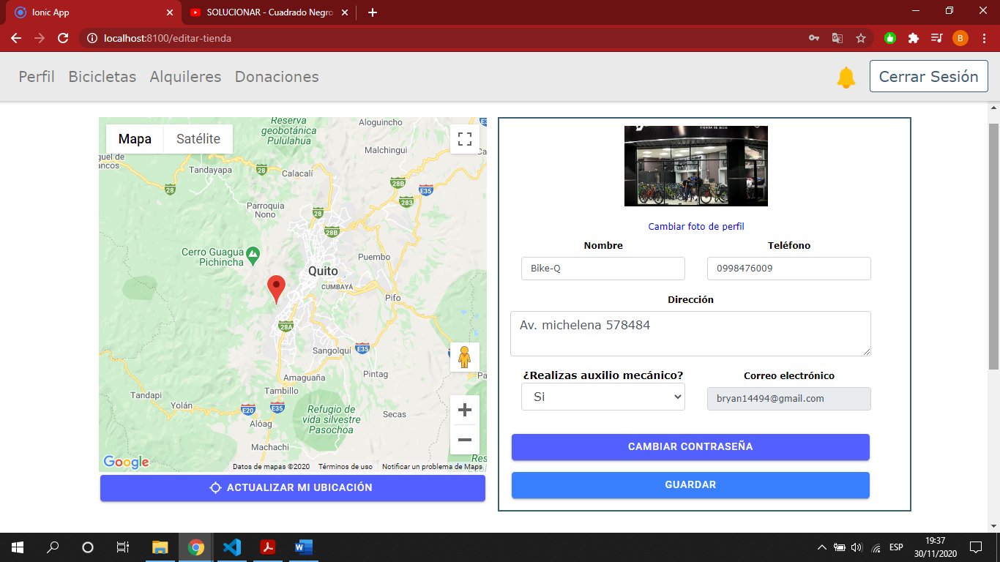 Ionic App
SOLUCIONAR - Cuadrado Negro
localhost:8100/editar-tienda
B
Perfil Bicicletas Alquileres Donaciones
Cerrar Sesión
Mapa Satélite
Reserva
geobotánica
Pululahua
Aloguincho
Malchingui
Tandayapa
Calacalí
28
28
28B
E35
283
Parroquia
Nono
28
28B
Cerro Guagua
Pichincha
Puembo
Quito
CUMBAYÁ
Pifo
28A
Sangolquí
E35
Pintag
Amaguaña
Tambillo
Tandapi
Yolán
E20
E35
Alóag
Refugio de
vida silvestre
Pasochoa
Secas
Machachi
Google
Datos de mapas ©2020 Términos de uso Notificar un problema de Maps
ACTUALIZAR MI UBICACIÓN
TIENDA DE BICIS
Cambiar foto de perfil
Nombre Teléfono
Bike-Q 0998476009
Dirección
Av. michelena 578484
¿Realizas auxilio mecánico? Correo electrónico
Si bryan14494@gmail.com
CAMBIAR CONTRASEÑA
GUARDAR
ESP
19:37
30/11/2020